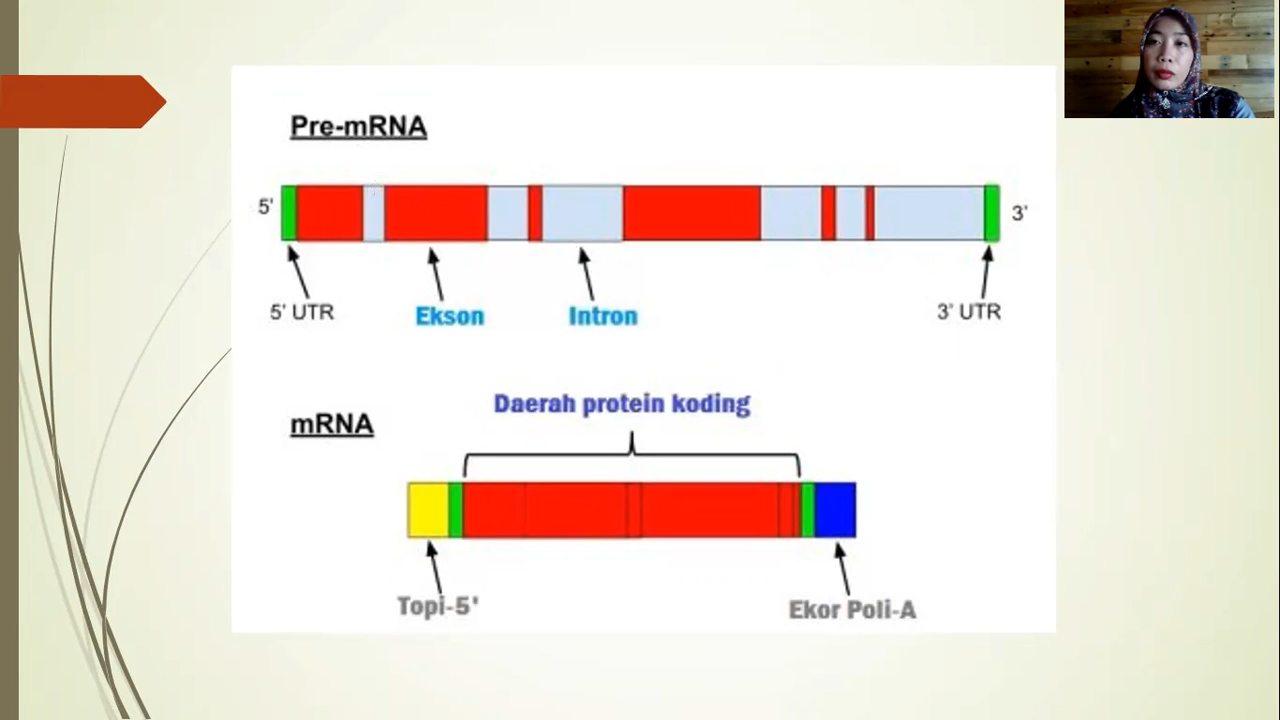 Pre-mRNA
5'
3'
5' UTR
Ekson
Intron
3' UTR
Daerah protein koding
mRNA
Topi-5'
Ekor Poli-A